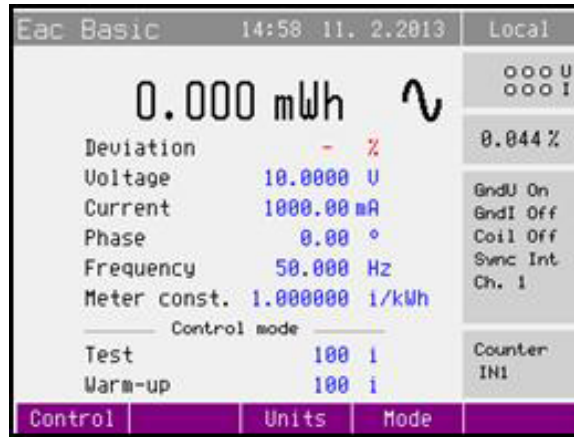 Eac Basic 14:58 11. 2.2013 Local
0.000 mWh
U
I
0.044 %
Deviation - %
Voltage 10.0000 V
Current 1000.00 mA
Phase 0.00 °
Frequency 50.000 Hz
Meter const. 1.000000 i/kWh
Control mode
Test 100 i
Warm-up 100 i
GndU On
GndI Off
Coil Off
Sync Int
Ch. 1
Counter
IN1
Control Units Mode